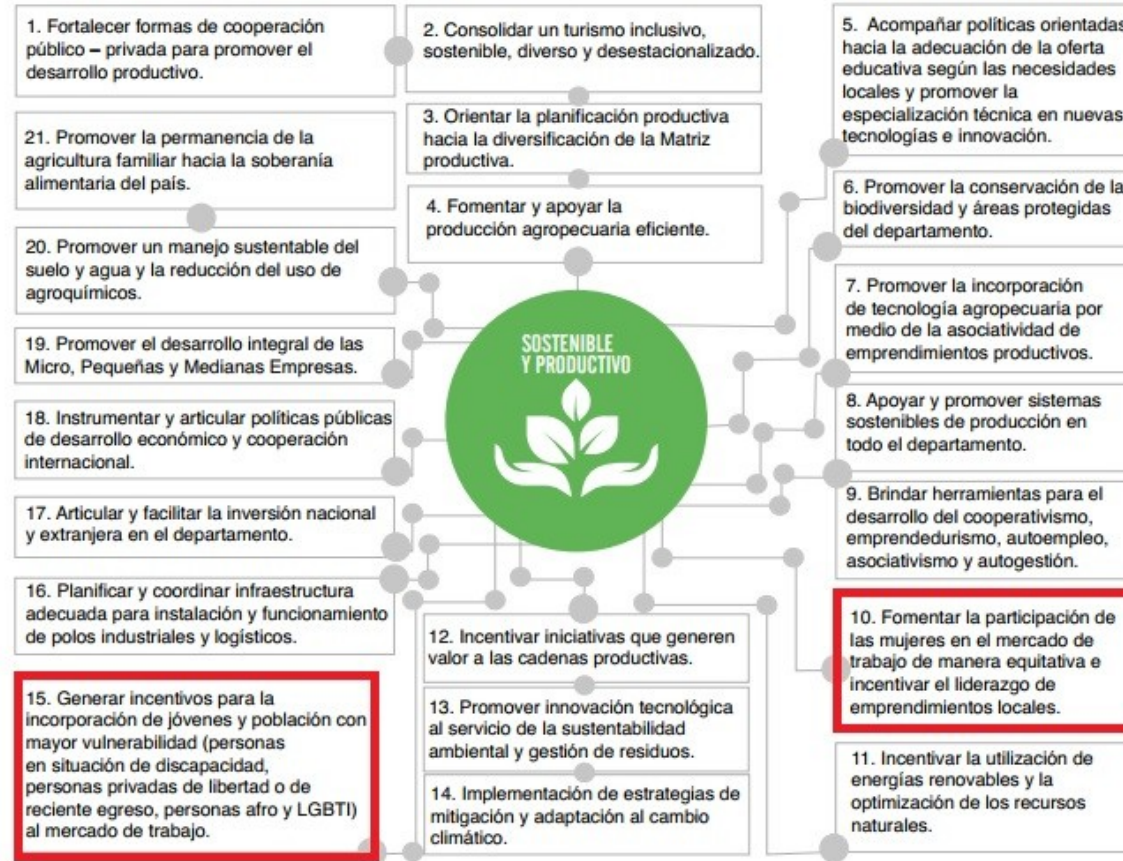 1. Fortalecer formas de cooperación
público – privada para promover el
desarrollo productivo.
2. Consolidar un turismo inclusivo,
sostenible, diverso y desestacionalizado.
3. Orientar la planificación productiva
hacia la diversificación de la Matriz
productiva.
4. Fomentar y apoyar la
producción agropecuaria eficiente.
5. Acompañar políticas orientadas
hacia la adecuación de la oferta
educativa según las necesidades
locales y promover la
especialización técnica en nuevas
tecnologías e innovación.
6. Promover la conservación de la
biodiversidad y áreas protegidas
del departamento.
7. Promover la incorporación
de tecnología agropecuaria por
medio de la asociatividad de
emprendimientos productivos.
8. Apoyar y promover sistemas
sostenibles de producción en
todo el departamento.
9. Brindar herramientas para el
desarrollo del cooperativismo,
emprendedurismo, autoempleo,
asociativismo y autogestión.
10. Fomentar la participación de
las mujeres en el mercado de
trabajo de manera equitativa e
incentivar el liderazgo de
emprendimientos locales.
11. Incentivar la utilización de
energías renovables y la
optimización de los recursos
naturales.
12. Incentivar iniciativas que generen
valor a las cadenas productivas.
13. Promover innovación tecnológica
al servicio de la sustentabilidad
ambiental y gestión de residuos.
14. Implementación de estrategias de
mitigación y adaptación al cambio
climático.
15. Generar incentivos para la
incorporación de jóvenes y población con
mayor vulnerabilidad (personas
en situación de discapacidad,
personas privadas de libertad o de
reciente egreso, personas afro y LGBTI)
al mercado de trabajo.
16. Planificar y coordinar infraestructura
adecuada para instalación y funcionamiento
de polos industriales y logísticos.
17. Articular y facilitar la inversión nacional
y extranjera en el departamento.
18. Instrumentar y articular políticas públicas
de desarrollo económico y cooperación
internacional.
19. Promover el desarrollo integral de las
Micro, Pequeñas y Medianas Empresas.
20. Promover un manejo sustentable del
suelo y agua y la reducción del uso de
agroquímicos.
21. Promover la permanencia de la
agricultura familiar hacia la soberanía
alimentaria del país.
SOSTENIBLE
Y PRODUCTIVO